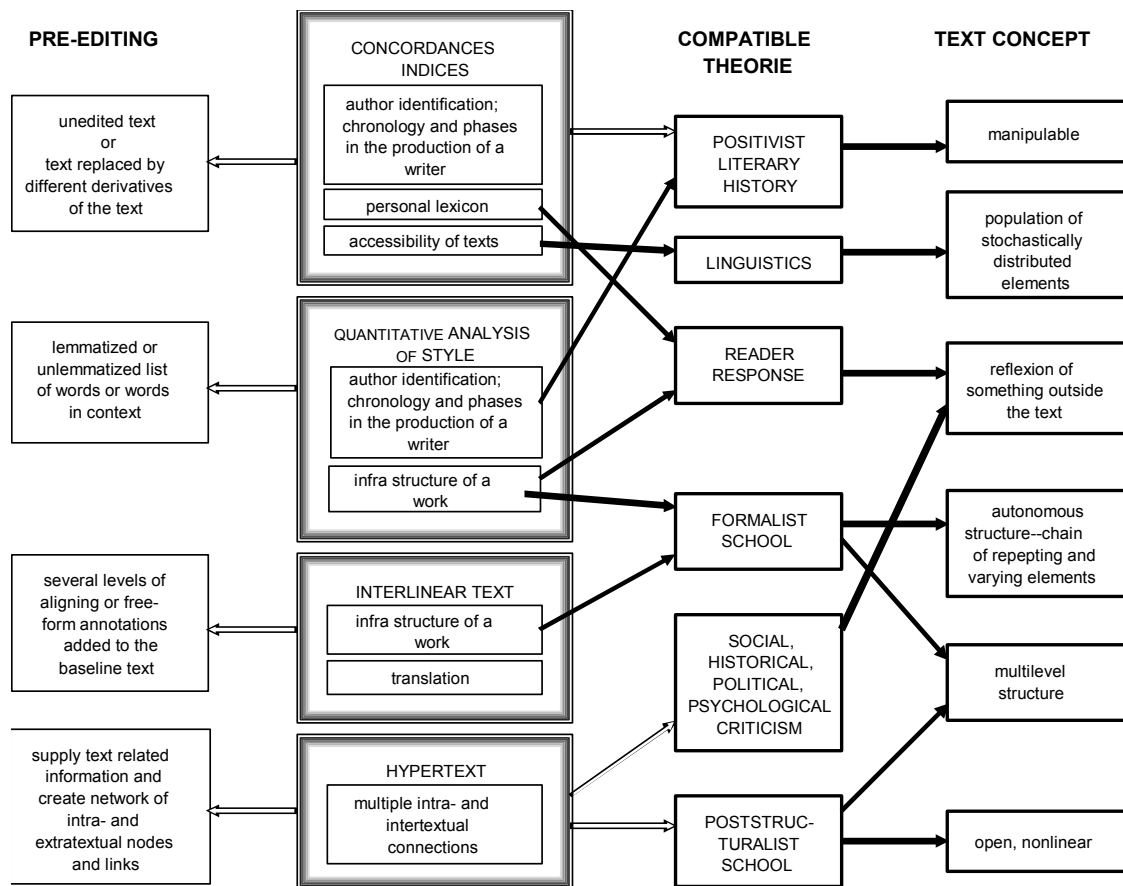 PRE-EDITING
unedited text
or
text replaced by
different derivatives
of the text
lemmatized or
unlemmatized list
of words or words
in context
several levels of
aligning or free-
form annotations
added to the
baseline text
supply text related
information and
create network of
intra- and
extratextual nodes
and links
CONCORDANCES
INDICES
author identification;
chronology and phases
in the production of a
writer
personal lexicon
accessibility of texts
QUANTITATIVE ANALYSIS
OF STYLE
author identification;
chronology and phases
in the production of a
writer
infra structure of a
work
INTERLINEAR TEXT
infra structure of a
work
translation
HYPERTEXT
multiple intra- and
intertextual
connections
COMPATIBLE
THEORIE
POSITIVIST
LITERARY
HISTORY
LINGUISTICS
READER
RESPONSE
FORMALIST
SCHOOL
SOCIAL,
HISTORICAL,
POLITICAL,
PSYCHOLOGICAL
CRITICISM
POSTSTRUC-
TURALIST
SCHOOL
TEXT CONCEPT
manipulable
population of
stochastically
distributed
elements
reflexion of
something outside
the text
autonomous
structure--chain
of repepting and
varying elements
multilevel
structure
open, nonlinear